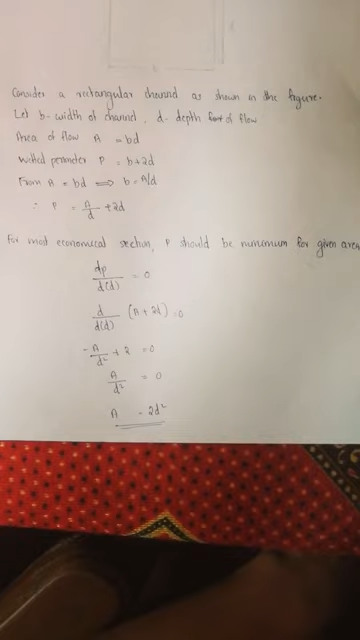 Consider a rectangular channel as shown in the figure.
Let b- width of channel, d- depth of flow
Area of flow A = bd
Wetted perimeter P = b+2d
From A = bd ⟹ b = A/d
∴ P = A/d + 2d
For most economical section, P should be minimum for given area
dp/d(d) = 0
d/d(d) (A + 2d) = 0
-A/d² + 2 = 0
A/d² = 0
A - 2d²